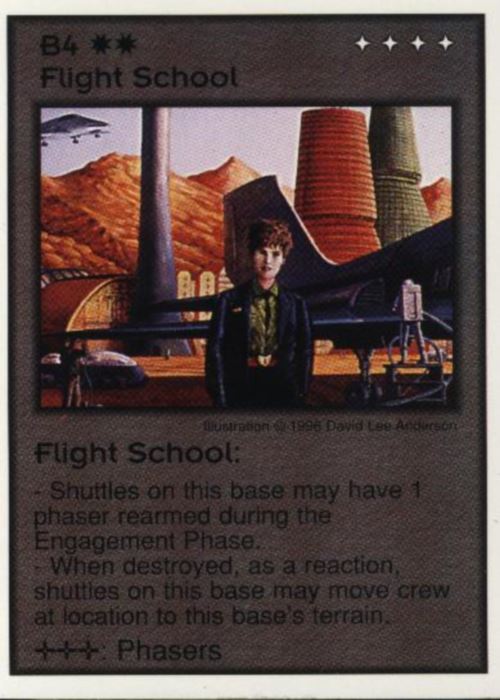 B4
Flight School
Illustration © 1996 David Lee Anderson
Flight School:
- Shuttles on this base may have 1
phaser rearmed during the
Engagement Phase.
- When destroyed, as a reaction,
shuttles on this base may move crew
at location to this base's terrain.
: Phasers